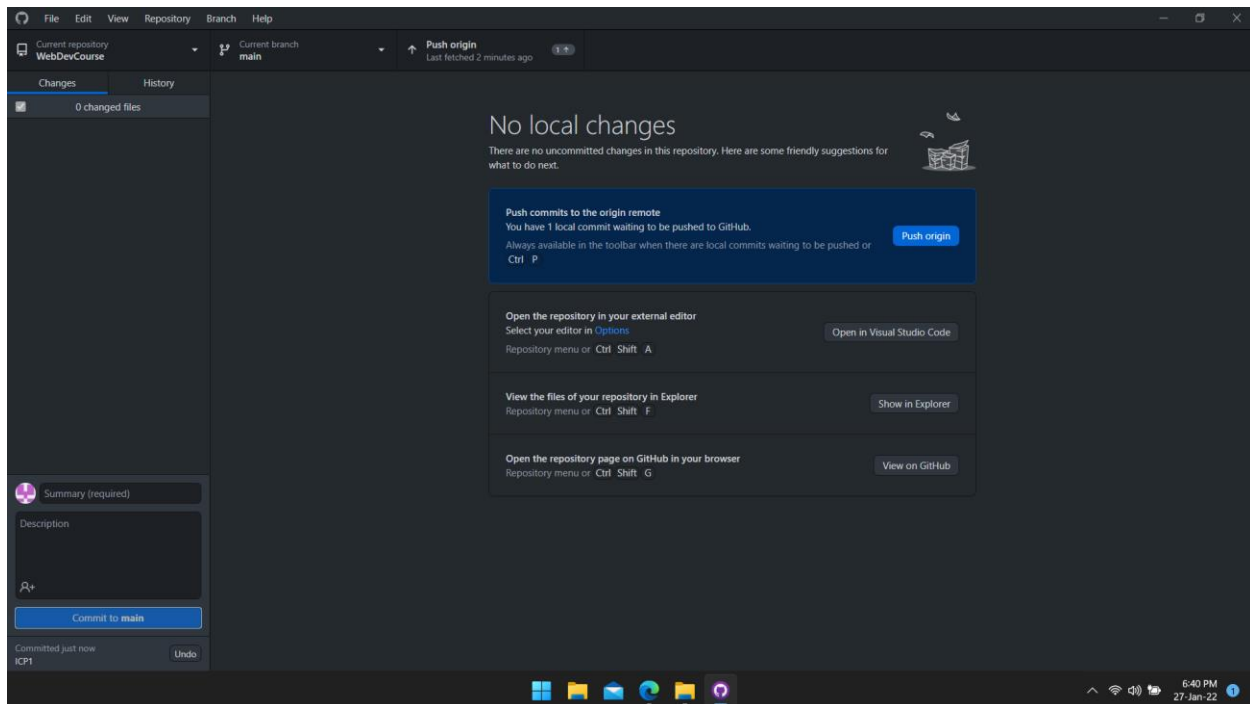 File Edit View Repository Branch Help
Current repository
WebDevCourse
Current branch
main
Push origin
Last fetched 2 minutes ago
1 ↑
Changes History
0 changed files
No local changes
There are no uncommitted changes in this repository. Here are some friendly suggestions for
what to do next.
Push commits to the origin remote
You have 1 local commit waiting to be pushed to GitHub.
Always available in the toolbar when there are local commits waiting to be pushed or
Ctrl P
Push origin
Open the repository in your external editor
Select your editor in Options
Repository menu or Ctrl Shift A
Open in Visual Studio Code
View the files of your repository in Explorer
Repository menu or Ctrl Shift F
Show in Explorer
Open the repository page on GitHub in your browser
Repository menu or Ctrl Shift G
View on GitHub
Summary (required)
Description
Commit to main
Committed just now
ICP1
Undo
6:40 PM
27-Jan-22
1